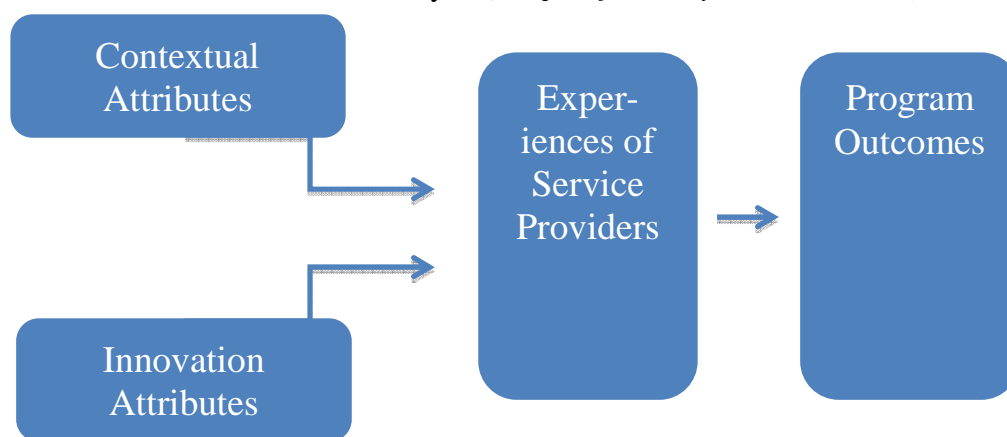 Contextual
Attributes
Exper-
iences of
Service
Providers
Program
Outcomes
Innovation
Attributes